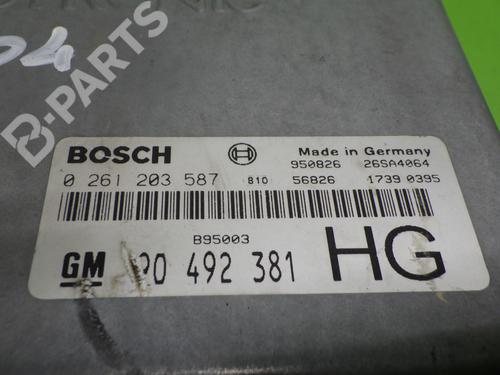 B-PARTS
BOSCH
Made in Germany
950826 26SA4064
0 261 203 587 810 56826 1739 0395
B95003
GM 90 492 381 HG